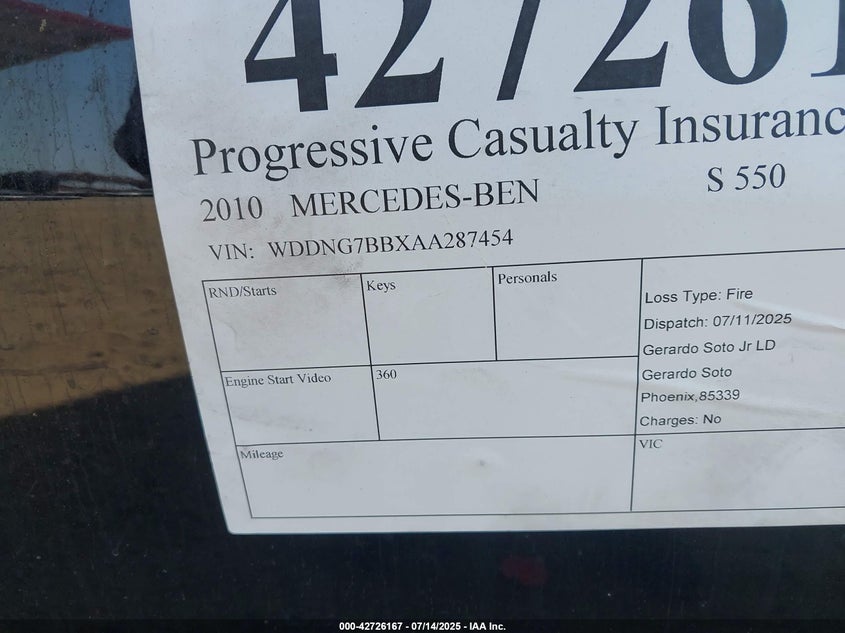 427261
Progressive Casualty Insuranc
2010 MERCEDES-BEN S 550
VIN: WDDNG7BBXAA287454
RND/Starts Keys Personals
Loss Type: Fire
Dispatch: 07/11/2025
Gerardo Soto Jr LD
Engine Start Video 360 Gerardo Soto
Phoenix,85339
Charges: No
Mileage VIC
000-42726167 - 07/14/2025 - IAA Inc.